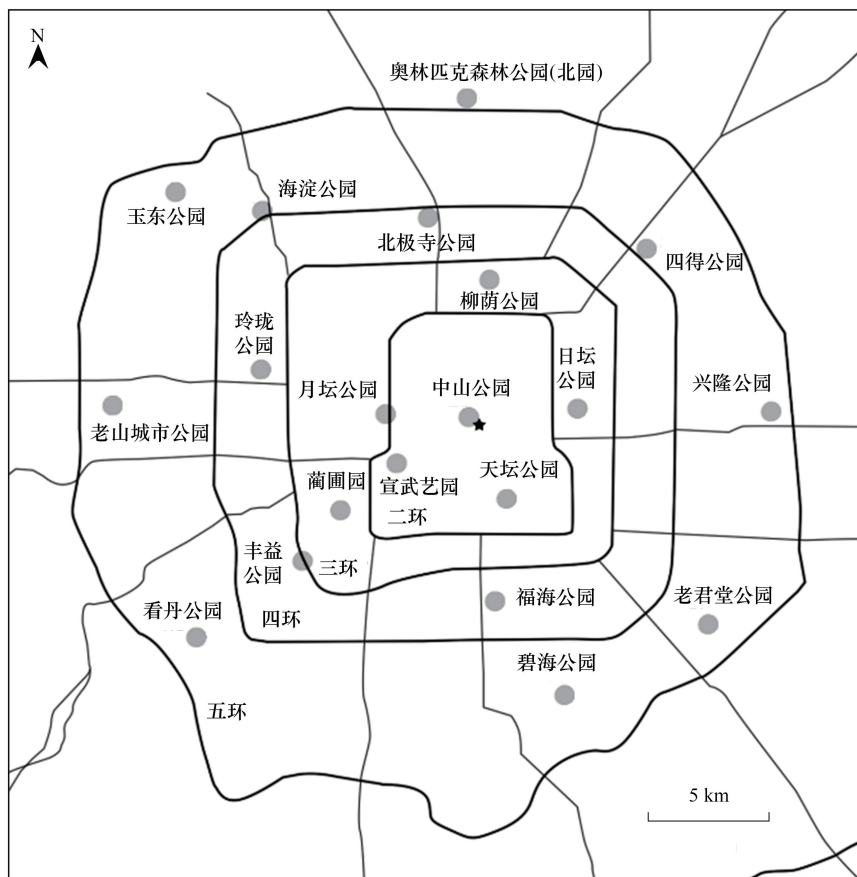 N
奥林匹克森林公园(北园)
海淀公园
玉东公园
北极寺公园
四得公园
柳荫公园
玲珑
公园
日坛
公园
月坛公园
中山公园
兴隆公园
老山城市公园
天坛公园
蔺圃园
宣武艺园
二环
丰益
公园
三环
福海公园
老君堂公园
看丹公园
四环
碧海公园
五环
5 km